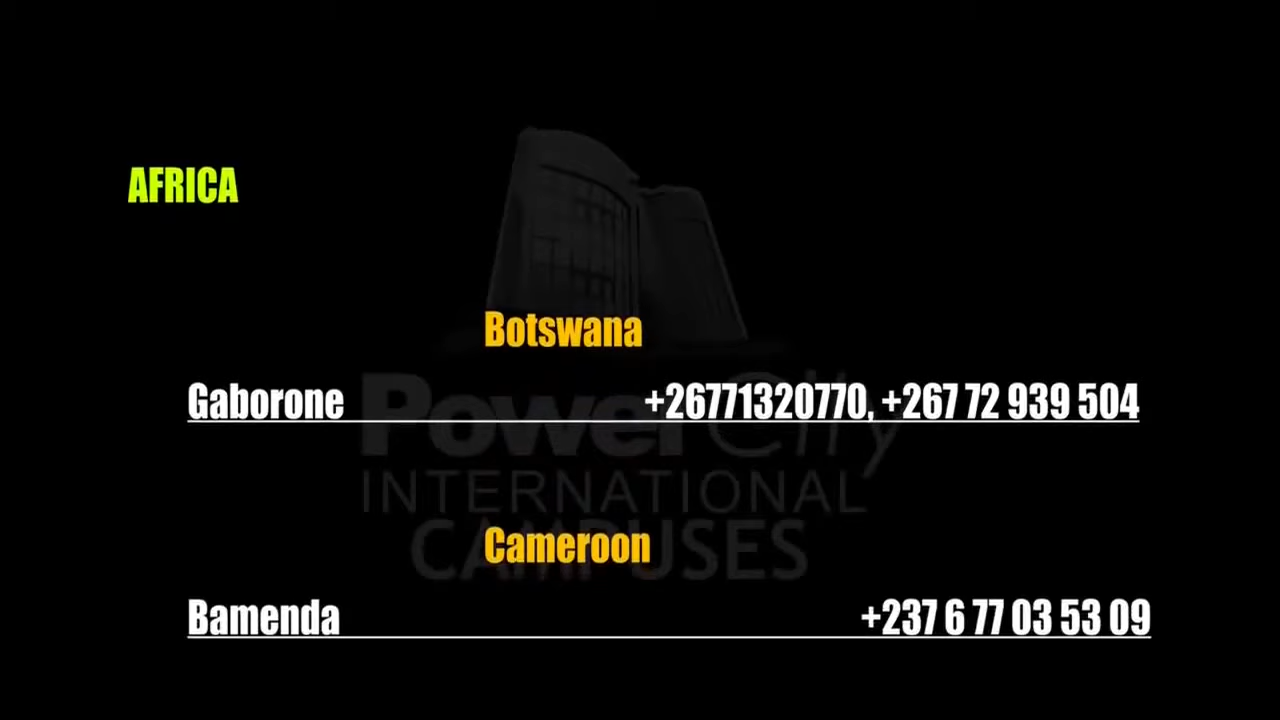 AFRICA
Botswana
Gaborone +26771320770, +267 72 939 504
PowerCity
INTERNATIONAL
CAMPUSES
Cameroon
Bamenda +237 6 77 03 53 09